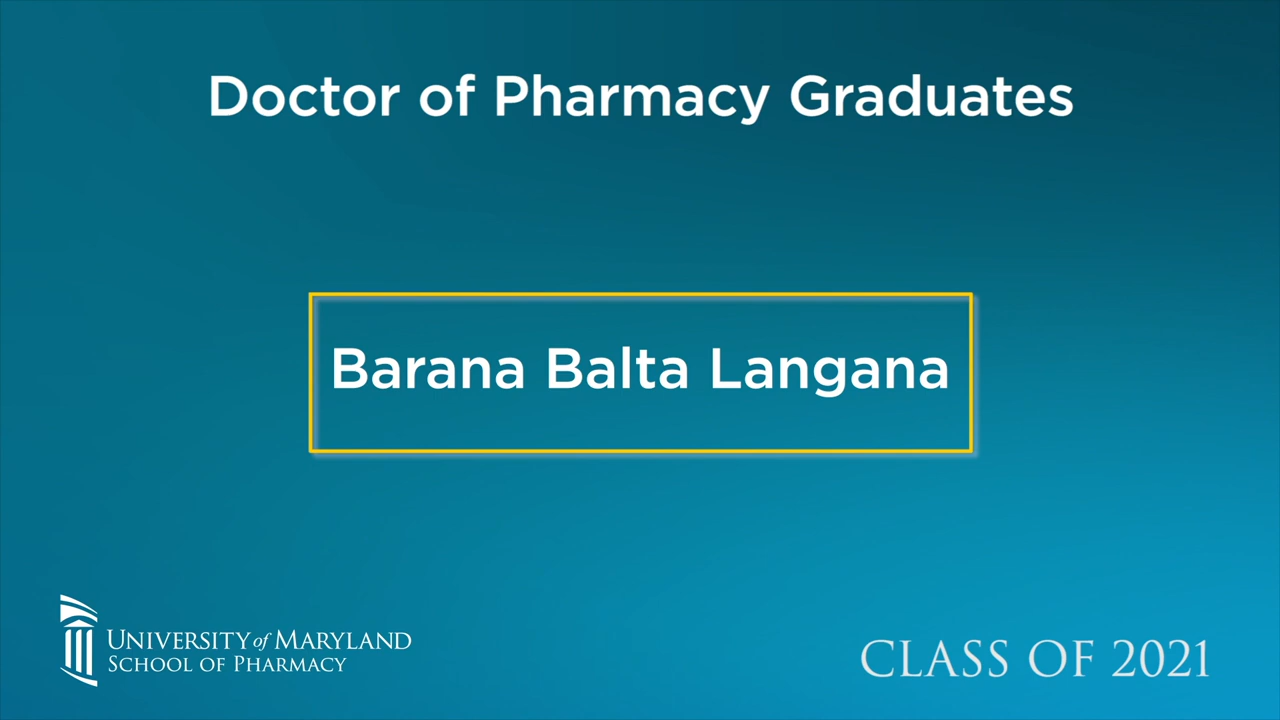 Doctor of Pharmacy Graduates
Barana Balta Langana
UNIVERSITY of MARYLAND
SCHOOL OF PHARMACY
CLASS OF 2021